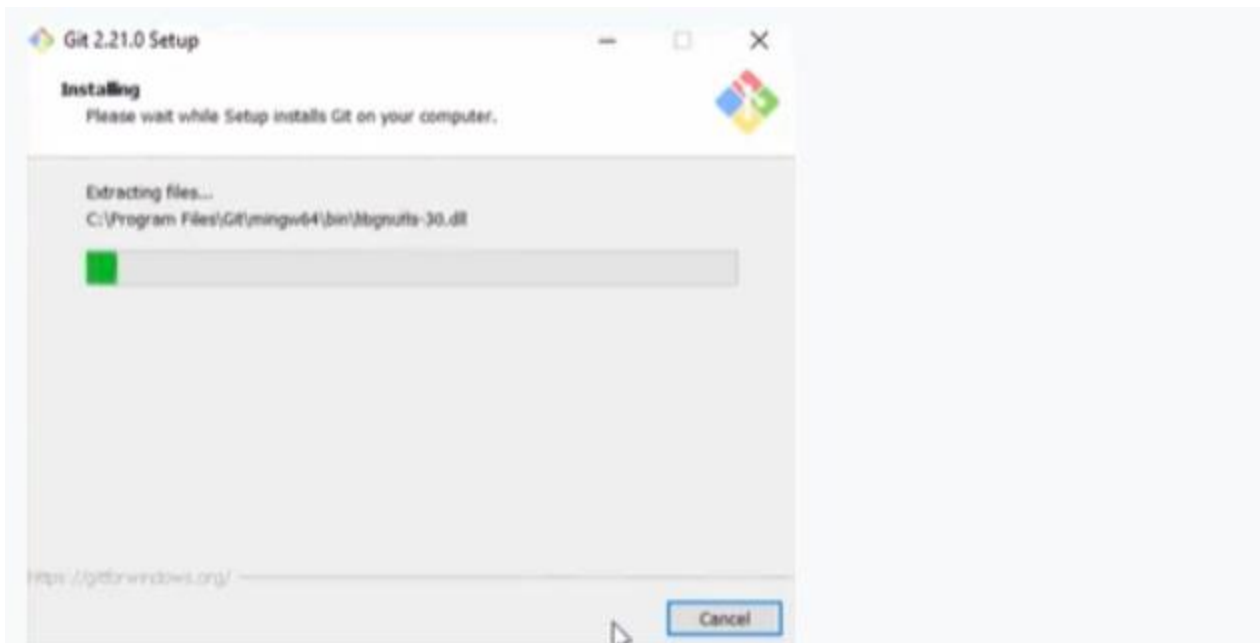 Git 2.21.0 Setup
Installing
Please wait while Setup installs Git on your computer.
Extracting files...
C:\Program Files\Git\mingw64\bin\libgnutls-30.dll
https://gitforwindows.org/
Cancel